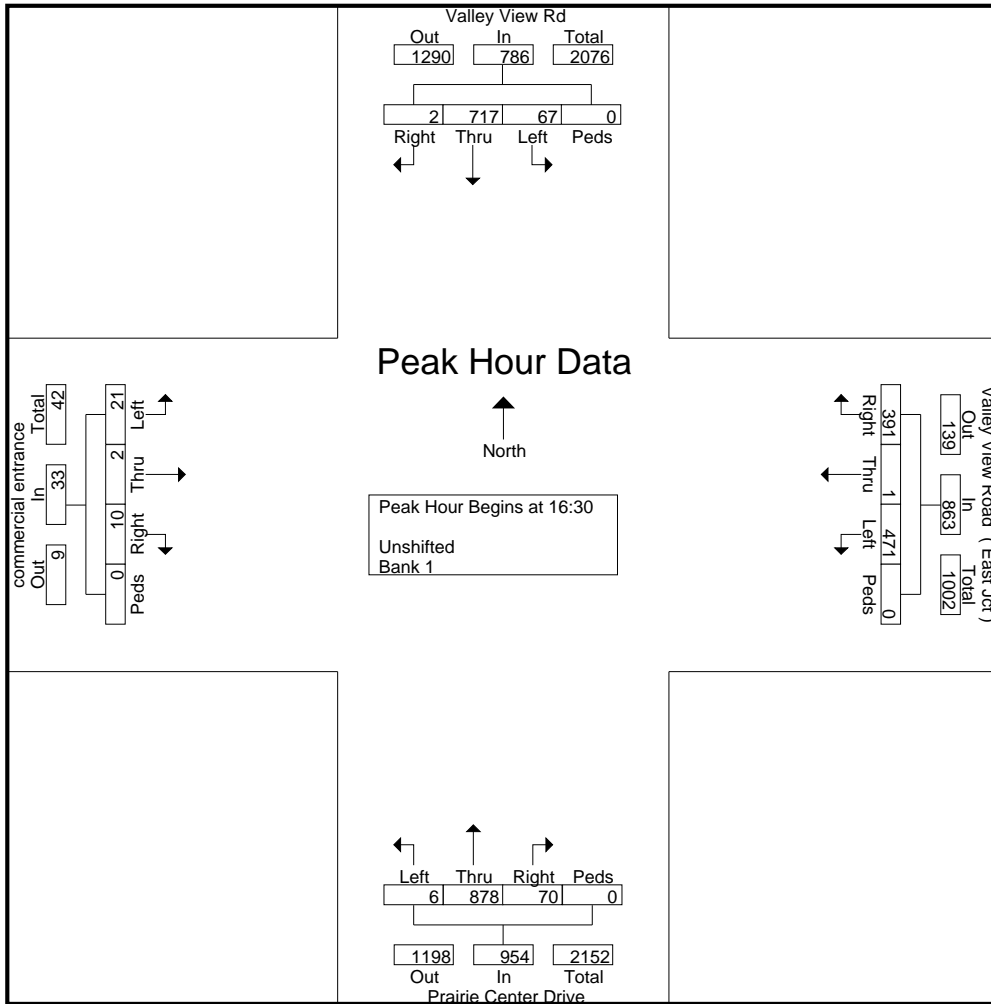 Valley View Rd
Out In Total
1290 786 2076
2 717 67 0
Right Thru Left Peds
Peak Hour Data
North
Peak Hour Begins at 16:30
Unshifted
Bank 1
commercial entrance
Total In Out
42 33 9
21 2 10 0
Left Thru Right Peds
Valley View Road ( East Jct )
Out In Total
139 863 1002
391 1 471 0
Right Thru Left Peds
Left Thru Right Peds
6 878 70 0
1198 954 2152
Out In Total
Prairie Center Drive